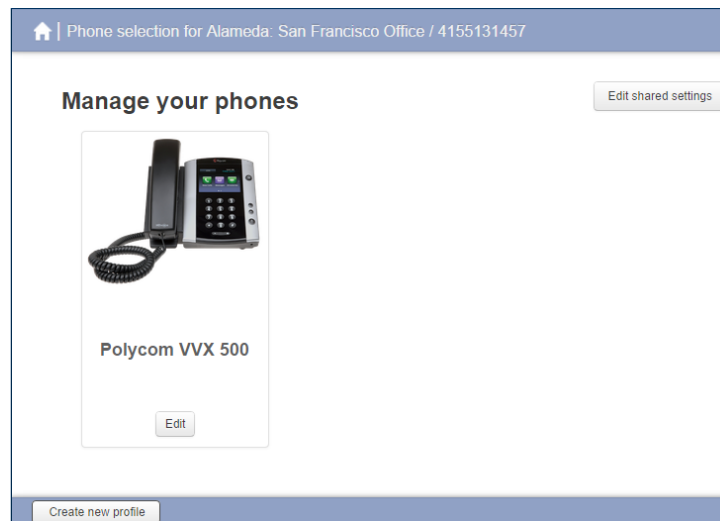 Phone selection for Alameda: San Francisco Office / 4155131457
Manage your phones
Edit shared settings
Polycom VVX 500
Edit
Create new profile